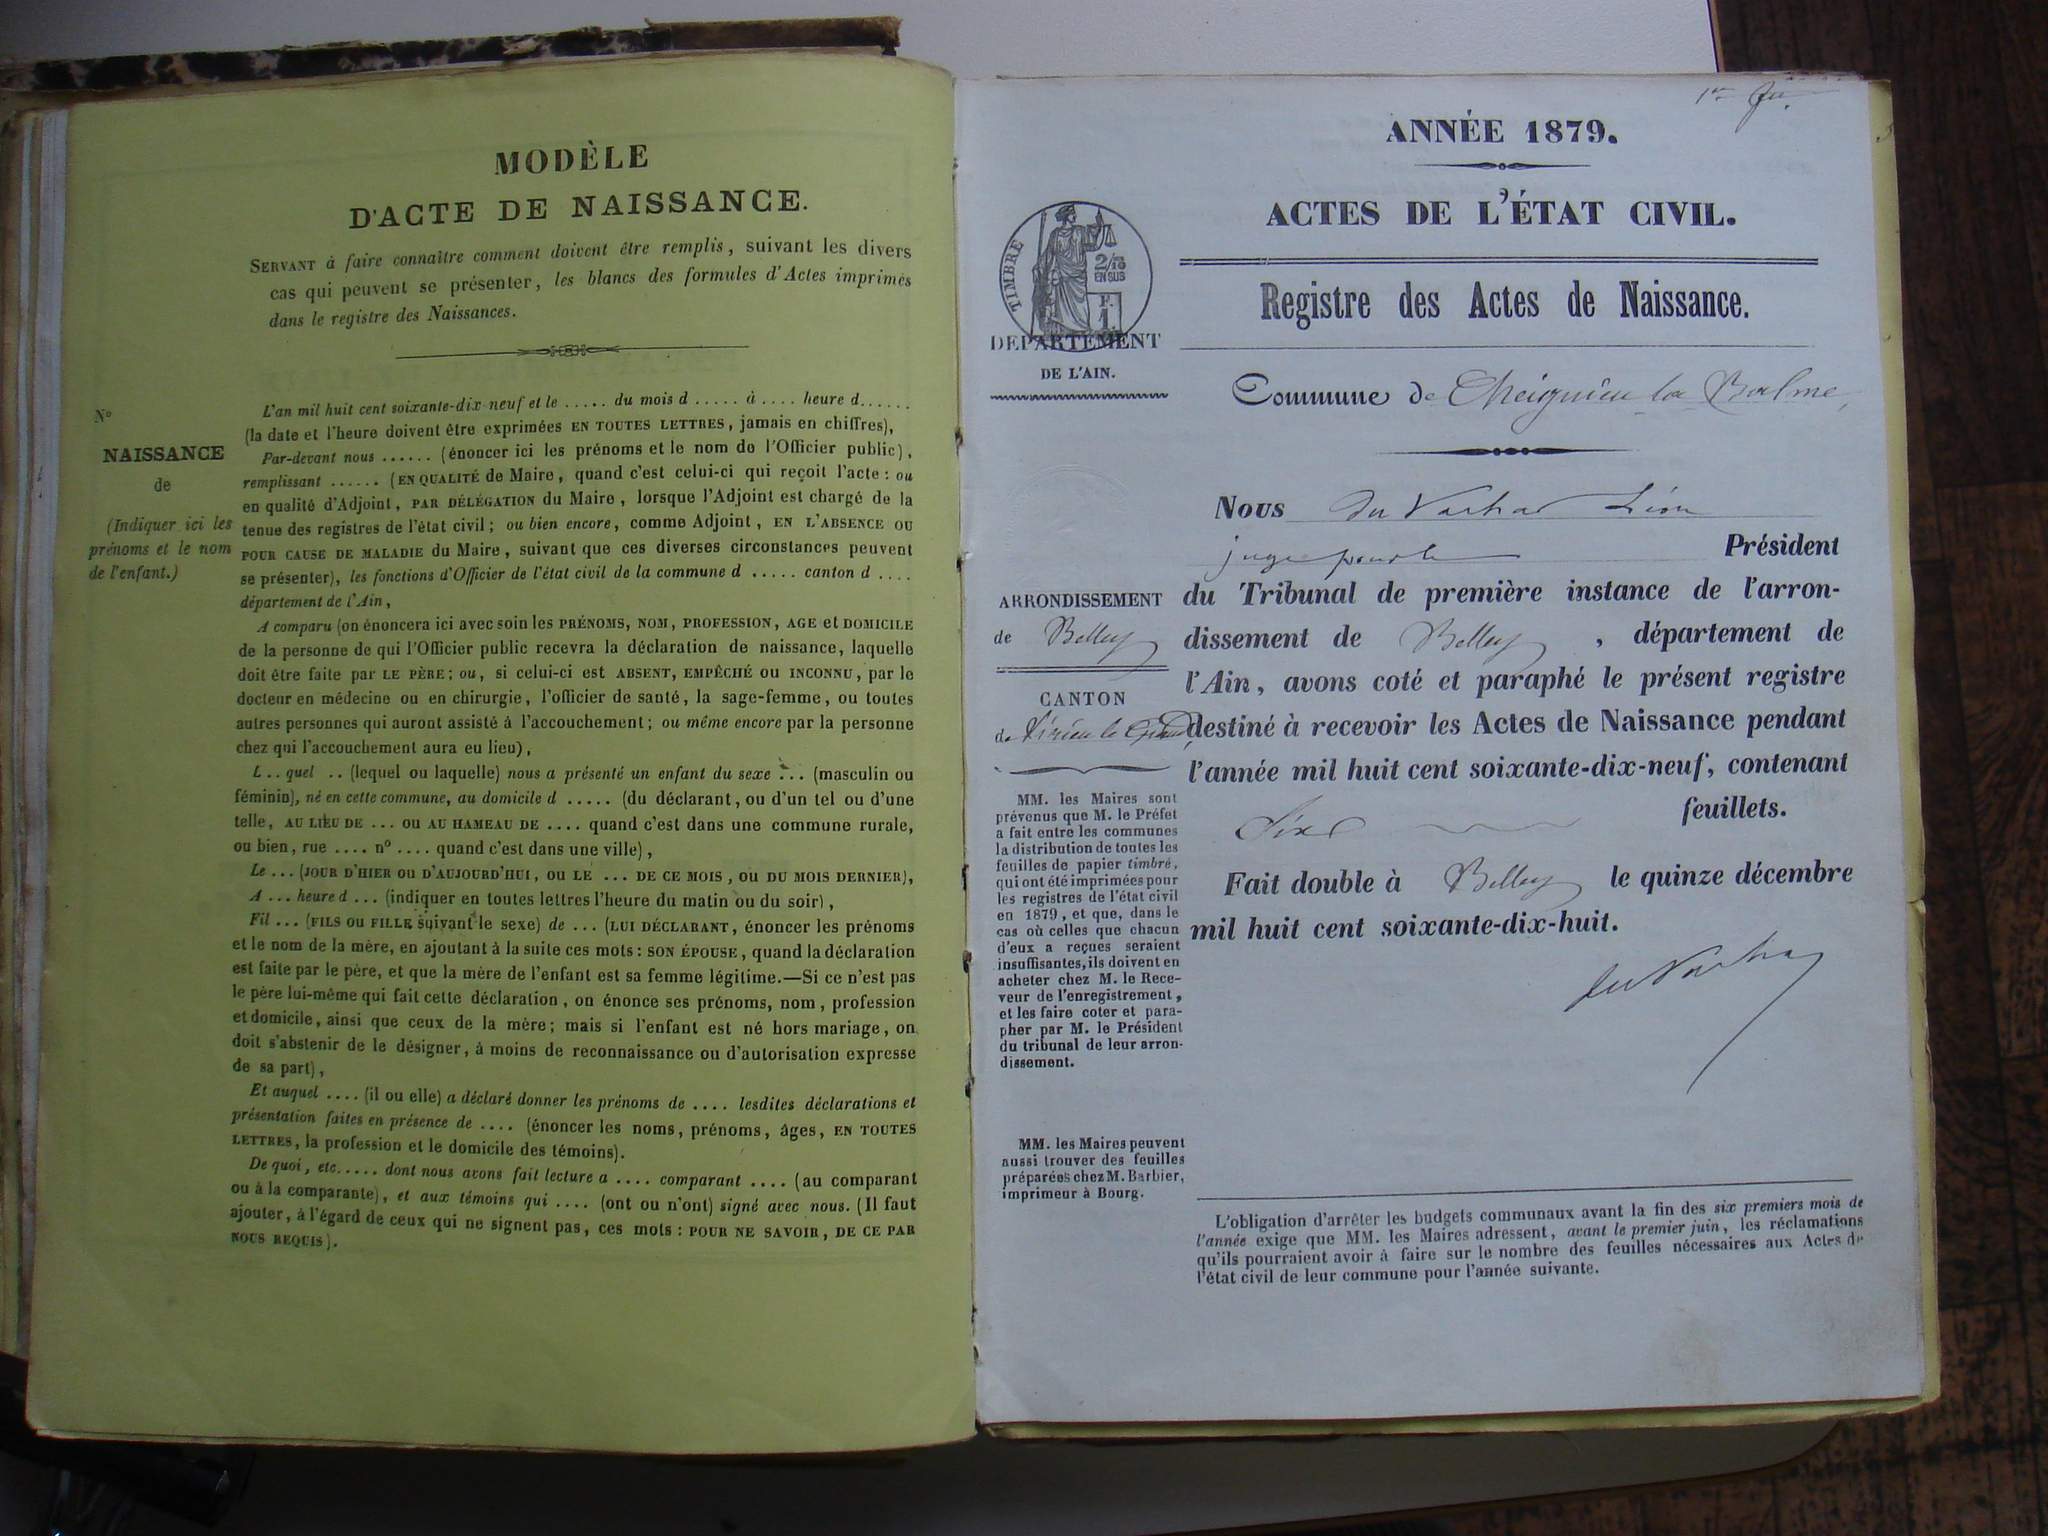 MODÈLE
D'ACTE DE NAISSANCE.
SERVANT à faire connaître comment doivent être remplis, suivant les divers
cas qui peuvent se présenter, les blancs des formules d'Actes imprimés
dans le registre des Naissances.
N°
NAISSANCE
de
(Indiquer ici les
prénoms et le nom
de l'enfant.)
L'an mil huit cent soixante-dix-neuf et le ..... du mois d ..... à .... heure d......
(la date et l'heure doivent être exprimées EN TOUTES LETTRES, jamais en chiffres),
Par-devant nous ...... (énoncer ici les prénoms et le nom de l'Officier public),
remplissant ...... (EN QUALITÉ de Maire, quand c'est celui-ci qui reçoit l'acte : ou
en qualité d'Adjoint, PAR DÉLÉGATION du Maire, lorsque l'Adjoint est chargé de la
tenue des registres de l'état civil ; ou bien encore, comme Adjoint, EN L'ABSENCE OU
POUR CAUSE DE MALADIE du Maire, suivant que ces diverses circonstances peuvent
se présenter), les fonctions d'Officier de l'état civil de la commune d ..... canton d ....
département de l'Ain,
A comparu (on énoncera ici avec soin les PRÉNOMS, NOM, PROFESSION, AGE et DOMICILE
de la personne de qui l'Officier public recevra la déclaration de naissance, laquelle
doit être faite par LE PÈRE ; ou, si celui-ci est ABSENT, EMPÊCHÉ OU INCONNU, par le
docteur en médecine ou en chirurgie, l'officier de santé, la sage-femme, ou toutes
autres personnes qui auront assisté à l'accouchement ; ou même encore par la personne
chez qui l'accouchement aura eu lieu),
L .. quel .. (lequel ou laquelle) nous a présenté un enfant du sexe ... (masculin ou
féminin), né en cette commune, au domicile d ..... (du déclarant, ou d'un tel ou d'une
telle, AU LIEU DE ... OU AU HAMEAU DE .... quand c'est dans une commune rurale,
ou bien, rue .... n° .... quand c'est dans une ville),
Le ... (JOUR D'HIER OU D'AUJOURD'HUI, OU LE ... DE CE MOIS, OU DU MOIS DERNIER),
A ... heure d ... (indiquer en toutes lettres l'heure du matin ou du soir),
Fil ... (FILS OU FILLE suivant le sexe) de ... (LUI DÉCLARANT, énoncer les prénoms
et le nom de la mère, en ajoutant à la suite ces mots : SON ÉPOUSE, quand la déclaration
est faite par le père, et que la mère de l'enfant est sa femme légitime.—Si ce n'est pas
le père lui-même qui fait cette déclaration, on énonce ses prénoms, nom, profession
et domicile, ainsi que ceux de la mère ; mais si l'enfant est né hors mariage, on
doit s'abstenir de le désigner, à moins de reconnaissance ou d'autorisation expresse
de sa part),
Et auquel .... (il ou elle) a déclaré donner les prénoms de .... lesdites déclarations et
présentation faites en présence de .... (énoncer les noms, prénoms, âges, EN TOUTES
LETTRES, la profession et le domicile des témoins).
De quoi, etc..... dont nous avons fait lecture a .... comparant .... (au comparant
ou à la comparante), et aux témoins qui .... (ont ou n'ont) signé avec nous. (Il faut
ajouter, à l'égard de ceux qui ne signent pas, ces mots : POUR NE SAVOIR, DE CE PAR
NOUS REQUIS).
1er
ANNÉE 1879.
ACTES DE L'ÉTAT CIVIL.
Registre des Actes de Naissance.
TIMBRE
2/10
EN SUS
F.
1.
DÉPARTEMENT
DE L'AIN.
Commune de Cheignieu la Balme
Nous du Vachat Léon
juge pour le Président
du Tribunal de première instance de l'arron-
dissement de Belley, département de
l'Ain, avons coté et paraphé le présent registre
destiné à recevoir les Actes de Naissance pendant
l'année mil huit cent soixante-dix-neuf, contenant
Six feuillets.
Fait double à Belley le quinze décembre
mil huit cent soixante-dix-huit.
du Vachat
ARRONDISSEMENT
de Belley
CANTON
de Virieu le Grand
MM. les Maires sont
prévenus que M. le Préfet
a fait entre les communes
la distribution de toutes les
feuilles de papier timbré,
qui ont été imprimées pour
les registres de l'état civil
en 1879, et que, dans le
cas où celles que chacun
d'eux a reçues seraient
insuffisantes, ils doivent en
acheter chez M. le Rece-
veur de l'enregistrement,
et les faire coter et para-
pher par M. le Président
du tribunal de leur arron-
dissement.
MM. les Maires peuvent
aussi trouver des feuilles
préparées chez M. Barbier,
imprimeur à Bourg.
L'obligation d'arrêter les budgets communaux avant la fin des six premiers mois de
l'année exige que MM. les Maires adressent, avant le premier juin, les réclamations
qu'ils pourraient avoir à faire sur le nombre des feuilles nécessaires aux Actes de
l'état civil de leur commune pour l'année suivante.